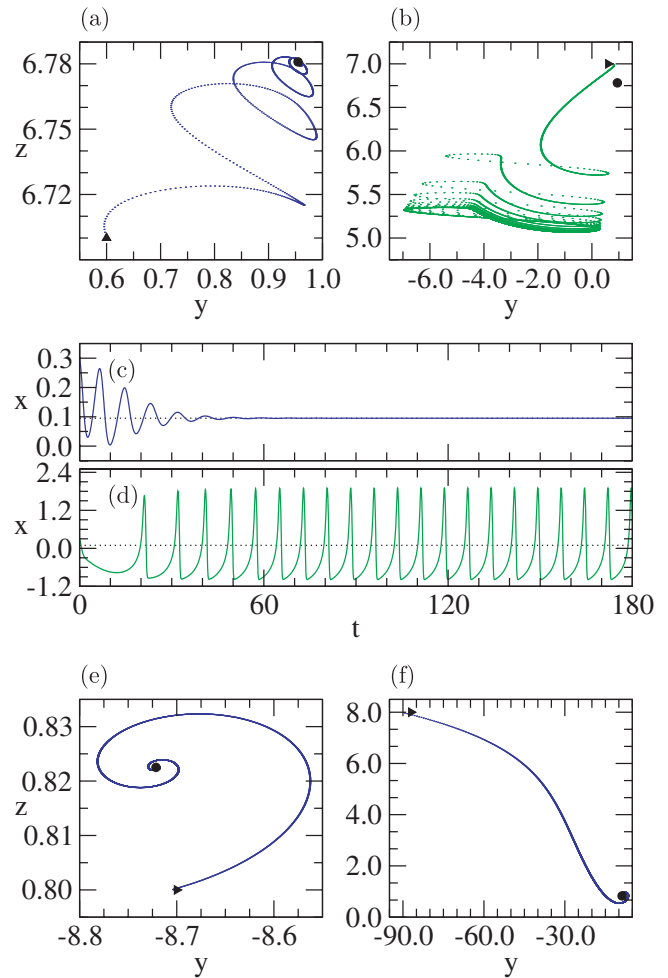 (a) (b)
6.78
6.75
6.72
z
0.6 0.7 0.8 0.9 1.0
y
7.0
6.5
6.0
5.5
5.0
-6.0 -4.0 -2.0 0.0
y
(c)
0.3
0.2
0.1
0.0
x
(d)
2.4
1.2
0.0
-1.2
x
0 60 120 180
t
(e) (f)
0.83
0.82
0.81
0.80
z
-8.8 -8.7 -8.6
y
8.0
6.0
4.0
2.0
0.0
-90.0 -60.0 -30.0
y